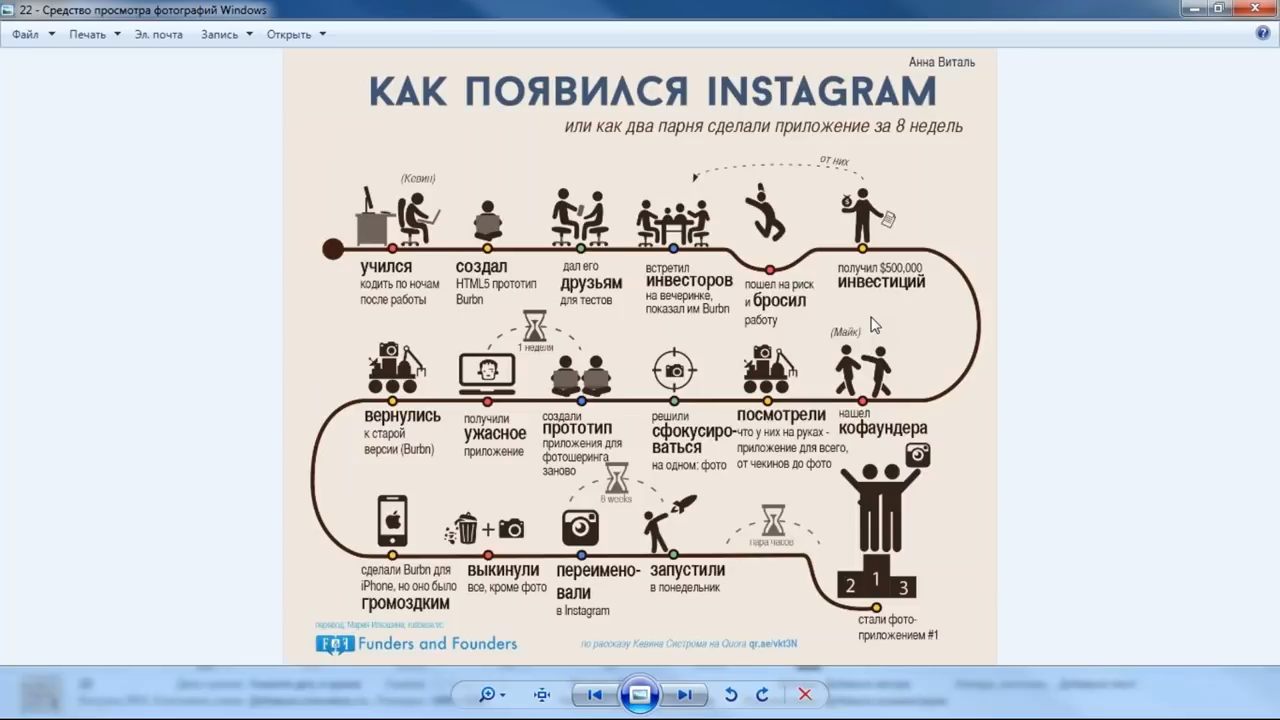 22 - Средство просмотра фотографий Windows
Файл Печать Эл. почта Запись Открыть
Анна Виталь
КАК ПОЯВИЛСЯ INSTAGRAM
или как два парня сделали приложение за 8 недель
от них
(Кевин)
учился
кодить по ночам
после работы
создал
HTML5 прототип
Burbn
дал его
друзьям
для тестов
встретил
инвесторов
на вечеринке,
показал им Burbn
пошел на риск
и бросил
работу
получил $500,000
инвестиций
(Майк)
нашел
кофаундера
посмотрели
что у них на руках -
приложение для всего,
от чекинов до фото
решили
сфокусиро-
ваться
на одном: фото
1 неделя
создали
прототип
приложения для
фотошеринга
заново
получили
ужасное
приложение
вернулись
к старой
версии (Burbn)
сделали Burbn для
iPhone, но оно было
громоздким
выкинули
все, кроме фото
8 weeks
переимено-
вали
в Instagram
запустили
в понедельник
пара часов
2 1 3
стали фото-
приложением #1
Funders and Founders
по рассказу Кевина Систрома на Quora qr.ae/vkt3N